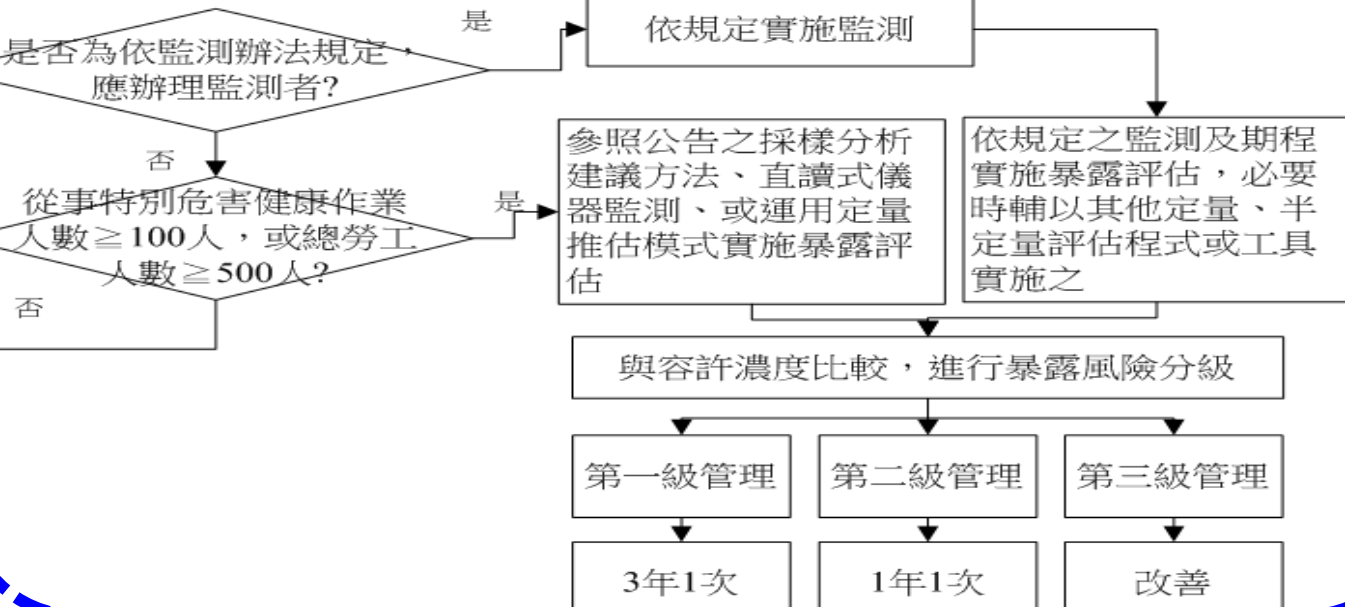 是
依規定實施監測
是否為依監測辦法規定，
應辦理監測者?
否
從事特別危害健康作業
人數≧100人，或總勞工
人數≧500人?
是
否
參照公告之採樣分析
建議方法、直讀式儀
器監測、或運用定量
推估模式實施暴露評
估
依規定之監測及期程
實施暴露評估，必要
時輔以其他定量、半
定量評估程式或工具
實施之
與容許濃度比較，進行暴露風險分級
第一級管理
第二級管理
第三級管理
3年1次
1年1次
改善